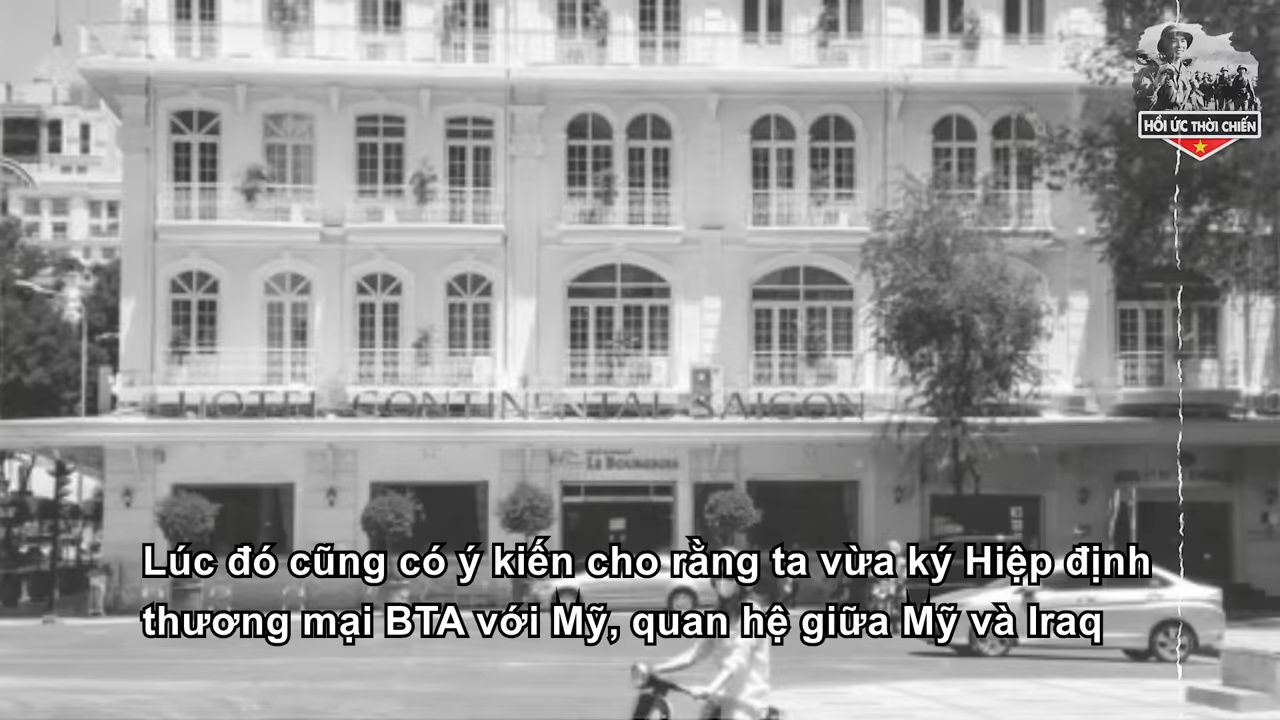 HỒI ỨC THỜI CHIẾN
HOTEL CONTINENTAL SAIGON
LE BOURGEOIS
Lúc đó cũng có ý kiến cho rằng ta vừa ký Hiệp định
thương mại BTA với Mỹ, quan hệ giữa Mỹ và Iraq